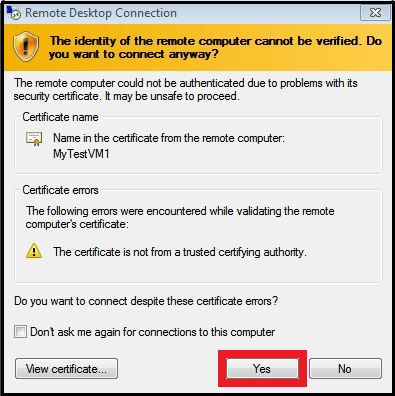 Remote Desktop Connection
The identity of the remote computer cannot be verified. Do
you want to connect anyway?
The remote computer could not be authenticated due to problems with its
security certificate. It may be unsafe to proceed.
Certificate name
Name in the certificate from the remote computer:
MyTestVM1
Certificate errors
The following errors were encountered while validating the remote
computer's certificate:
The certificate is not from a trusted certifying authority.
Do you want to connect despite these certificate errors?
Don't ask me again for connections to this computer
View certificate... Yes No